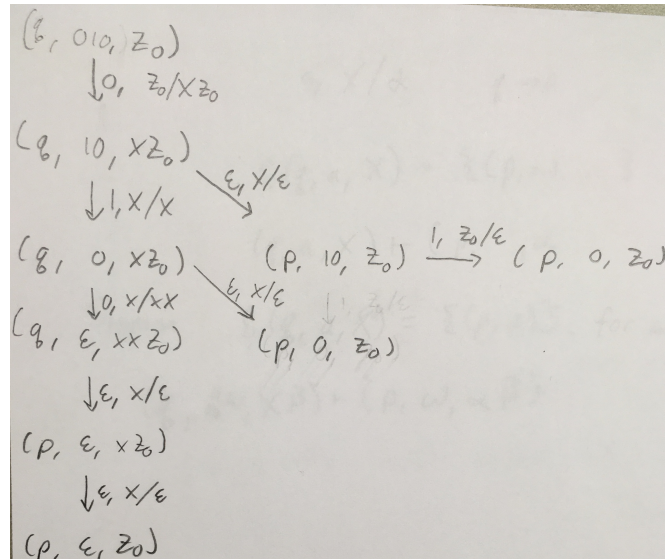 (q, 010, Z₀)
↓0, Z₀/XZ₀
(q, 10, XZ₀)
ε, X/ε
↓1, X/X
(q, 0, XZ₀)
(p, 10, Z₀) 1, Z₀/ε → (p, 0, Z₀)
ε, X/ε
↓0, X/XX
(q, ε, XXZ₀)
(p, 0, Z₀)
↓ε, X/ε
(p, ε, XZ₀)
↓ε, X/ε
(p, ε, Z₀)